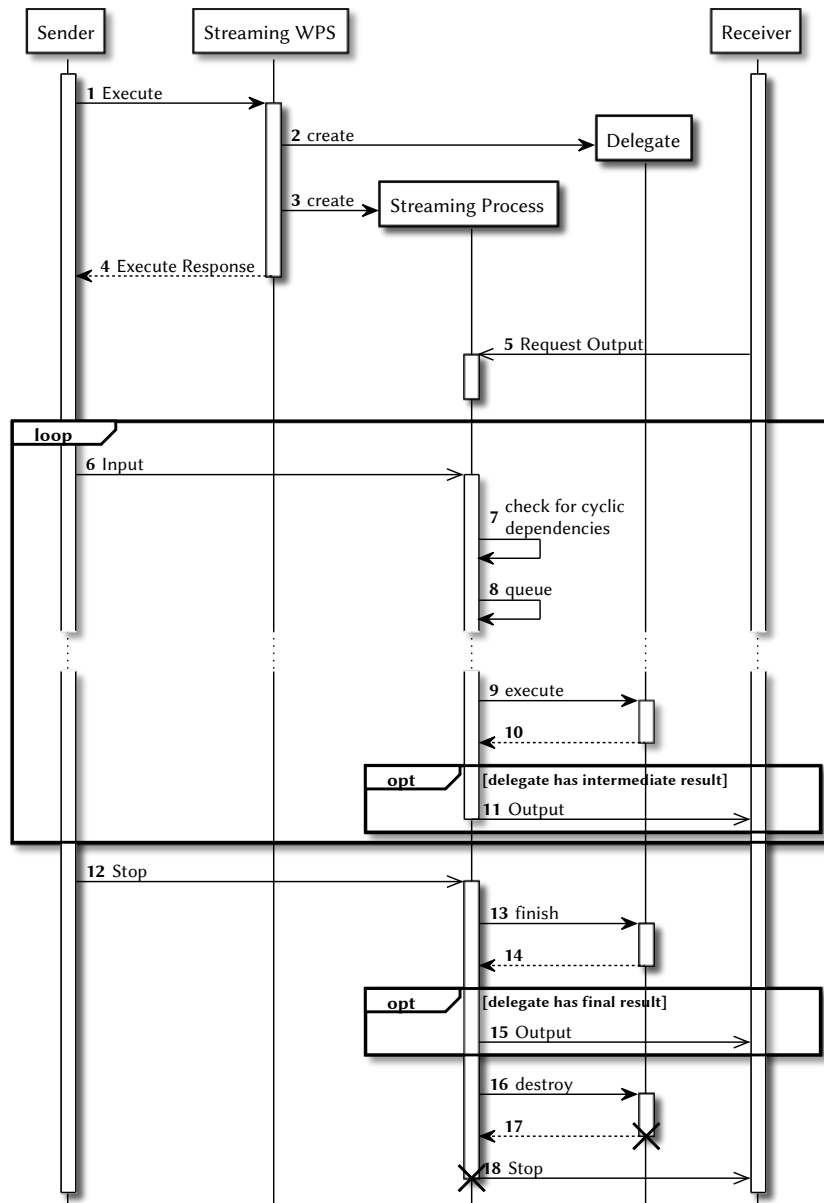 Sender
Streaming WPS
Receiver
1 Execute
2 create
Delegate
3 create
Streaming Process
4 Execute Response
5 Request Output
loop
6 Input
7 check for cyclic
dependencies
8 queue
9 execute
10
opt [delegate has intermediate result]
11 Output
12 Stop
13 finish
14
opt [delegate has final result]
15 Output
16 destroy
17
18 Stop